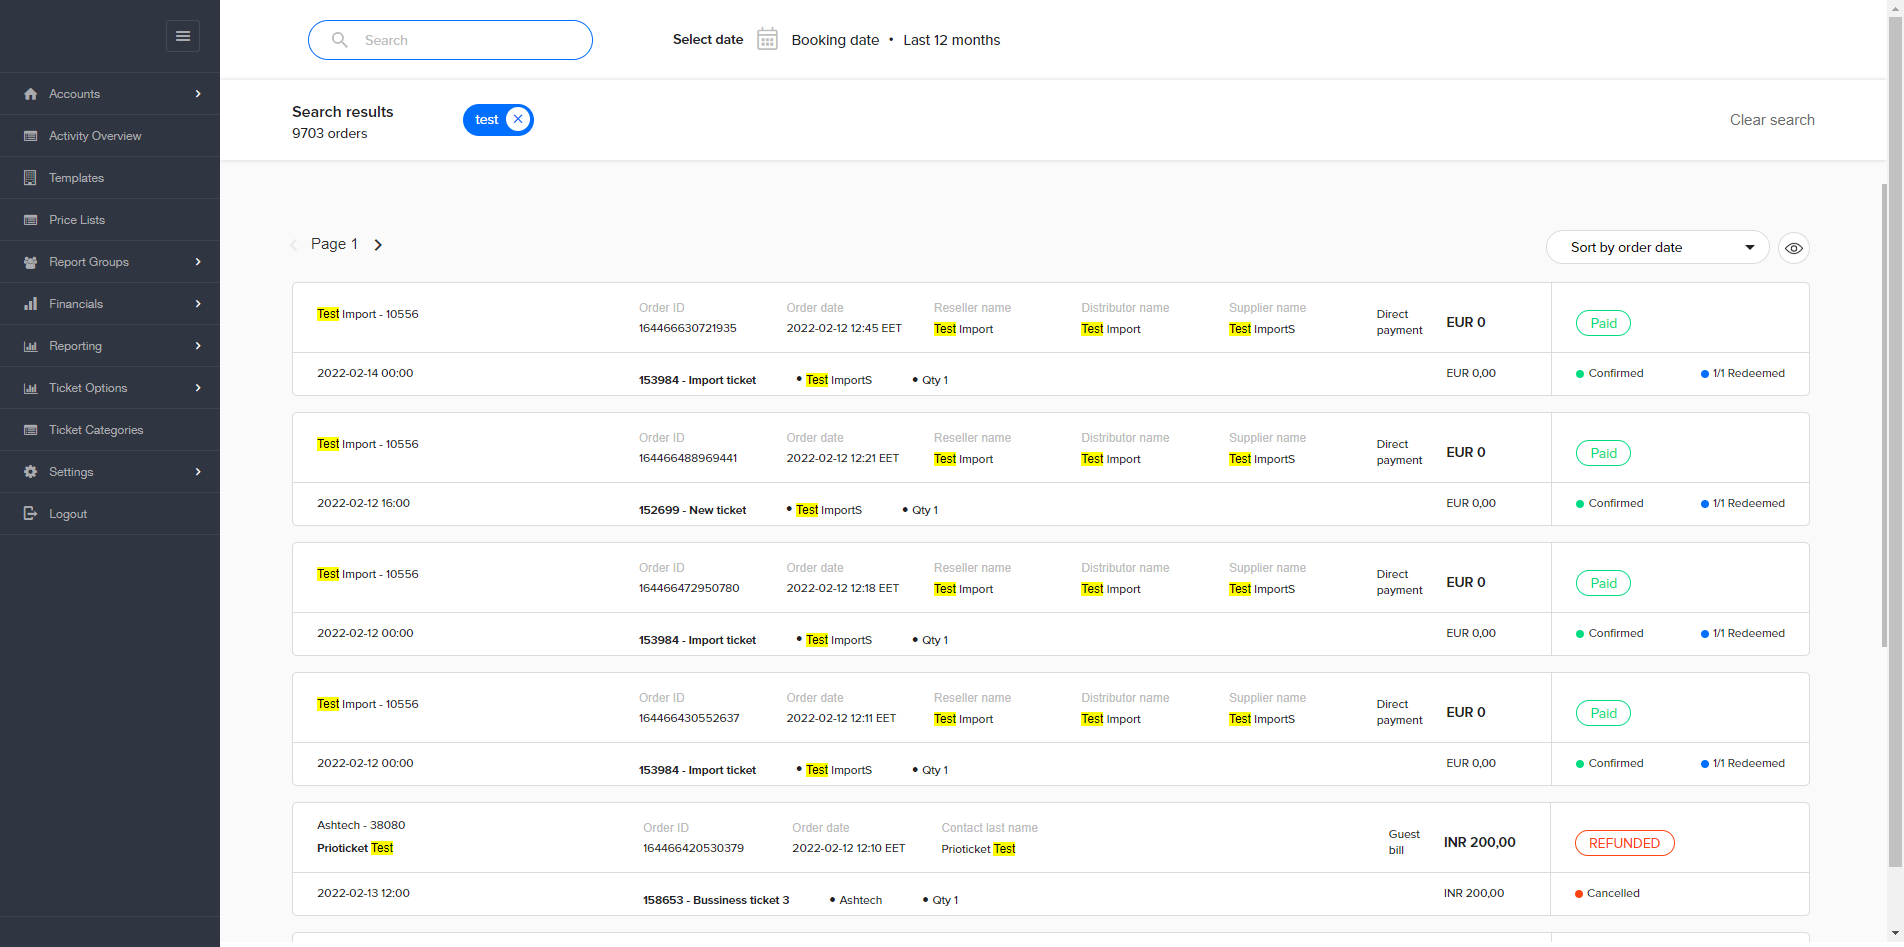 Search
Select date
Booking date • Last 12 months
Accounts
Activity Overview
Templates
Price Lists
Report Groups
Financials
Reporting
Ticket Options
Ticket Categories
Settings
Logout
Search results
9703 orders
test
Clear search
Page 1
Sort by order date
Test Import - 10556
Order ID
164466630721935
Order date
2022-02-12 12:45 EET
Reseller name
Test Import
Distributor name
Test Import
Supplier name
Test ImportS
Direct
payment
EUR 0
Paid
2022-02-14 00:00
153984 - Import ticket • Test ImportS • Qty 1
EUR 0,00
Confirmed
1/1 Redeemed
Test Import - 10556
Order ID
164466488969441
Order date
2022-02-12 12:21 EET
Reseller name
Test Import
Distributor name
Test Import
Supplier name
Test ImportS
Direct
payment
EUR 0
Paid
2022-02-12 16:00
152699 - New ticket • Test ImportS • Qty 1
EUR 0,00
Confirmed
1/1 Redeemed
Test Import - 10556
Order ID
164466472950780
Order date
2022-02-12 12:18 EET
Reseller name
Test Import
Distributor name
Test Import
Supplier name
Test ImportS
Direct
payment
EUR 0
Paid
2022-02-12 00:00
153984 - Import ticket • Test ImportS • Qty 1
EUR 0,00
Confirmed
1/1 Redeemed
Test Import - 10556
Order ID
164466430552637
Order date
2022-02-12 12:11 EET
Reseller name
Test Import
Distributor name
Test Import
Supplier name
Test ImportS
Direct
payment
EUR 0
Paid
2022-02-12 00:00
153984 - Import ticket • Test ImportS • Qty 1
EUR 0,00
Confirmed
1/1 Redeemed
Ashtech - 38080
Prioticket Test
Order ID
164466420530379
Order date
2022-02-12 12:10 EET
Contact last name
Prioticket Test
Guest
bill
INR 200,00
REFUNDED
2022-02-13 12:00
158653 - Bussiness ticket 3 • Ashtech • Qty 1
INR 200,00
Cancelled